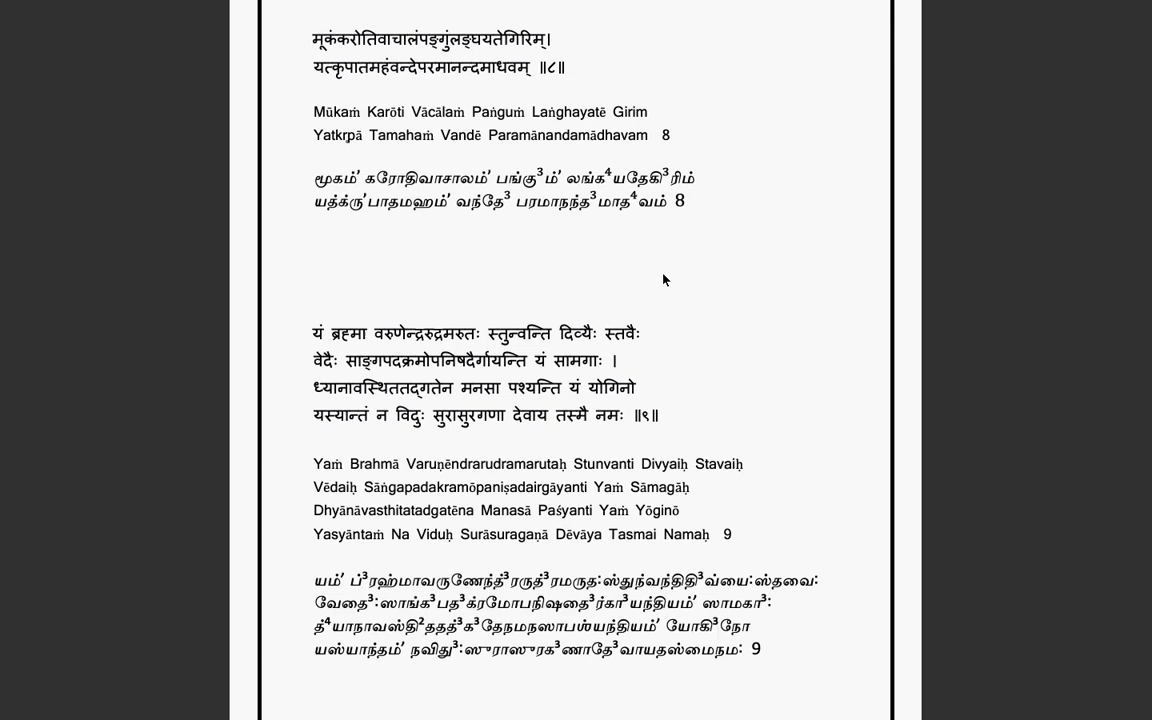 मूकंकरोतिवाचालंपङ्गुंलङ्घयतेगिरिम्।
यत्कृपातमहंवन्देपरमानन्दमाधवम् ॥८॥
Mūkaṁ Karōti Vācālaṁ Paṅguṁ Laṅghayatē Girim
Yatkr̥pā Tamahaṁ Vandē Paramānandamādhavam 8
மூகம்ʼ கரோதிவாசாலம்ʼ பங்கு³ம்ʼ லங்க⁴யதேகி³ரிம்
யத்க்ருʼபாதமஹம்ʼ வந்தே³ பரமாநந்த³மாத⁴வம் 8
यं ब्रह्मा वरुणेन्द्ररुद्रमरुतः स्तुन्वन्ति दिव्यैः स्तवैः
वेदैः साङ्गपदक्रमोपनिषदैर्गायन्ति यं सामगाः ।
ध्यानावस्थिततद्गतेन मनसा पश्यन्ति यं योगिनो
यस्यान्तं न विदुः सुरासुरगणा देवाय तस्मै नमः ॥९॥
Yaṁ Brahmā Varuṇēndrarudramarutaḥ Stunvanti Divyaiḥ Stavaiḥ
Vēdaiḥ Sāṅgapadakramōpaniṣadairgāyanti Yaṁ Sāmagāḥ
Dhyānāvasthitatadgatēna Manasā Paśyanti Yaṁ Yōginō
Yasyāntaṁ Na Viduḥ Surāsuragaṇā Dēvāya Tasmai Namaḥ 9
யம்ʼ ப்³ரஹ்மாவருணேந்த்³ரருத்³ரமருத:ஸ்துந்வந்திதி³வ்யை:ஸ்தவை:
வேதை³:ஸாங்க³பத³க்ரமோபநிஷதை³ர்கா³யந்தியம்ʼ ஸாமகா³:
த்⁴யாநாவஸ்தி²ததத்³க³தேநமநஸாபஶ்யந்தியம்ʼ யோகி³நோ
யஸ்யாந்தம்ʼ நவிது³:ஸுராஸுரக³ணாதே³வாயதஸ்மைநம: 9